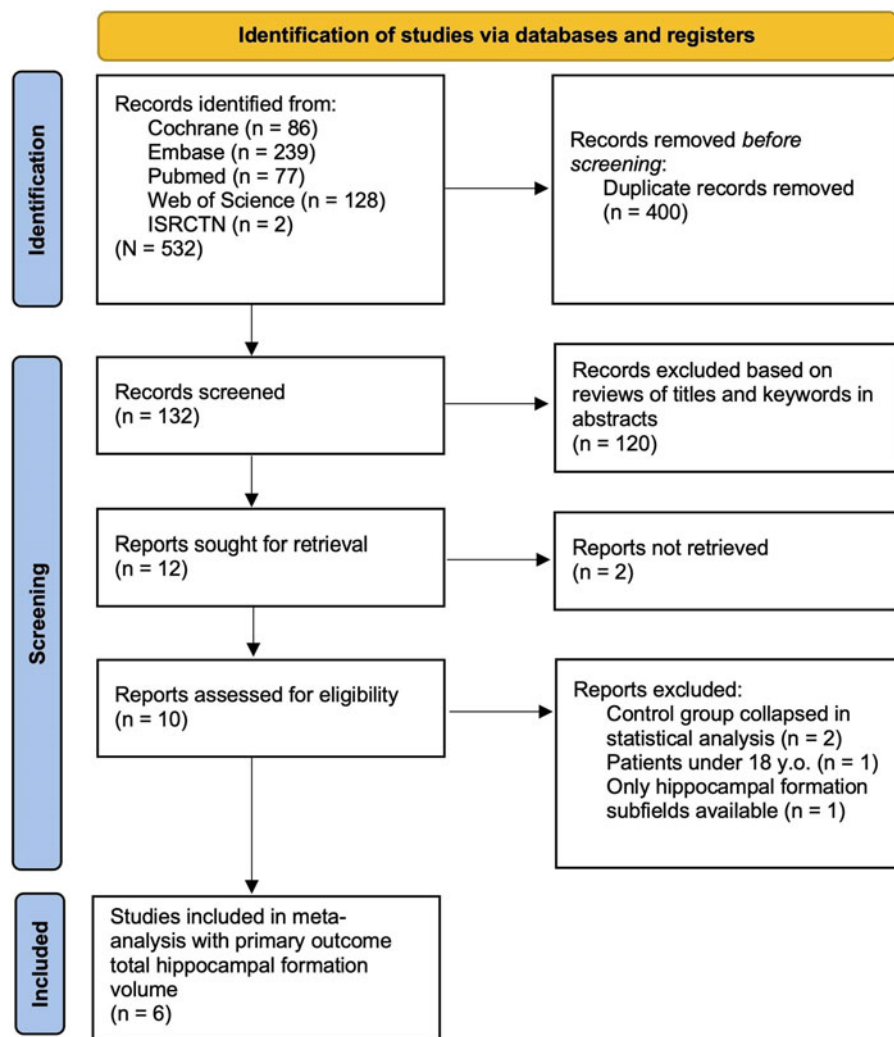 Identification of studies via databases and registers
Identification
Records identified from:
Cochrane (n = 86)
Embase (n = 239)
Pubmed (n = 77)
Web of Science (n = 128)
ISRCTN (n = 2)
(N = 532)
Records removed before
screening:
Duplicate records removed
(n = 400)
Screening
Records screened
(n = 132)
Records excluded based on
reviews of titles and keywords in
abstracts
(n = 120)
Reports sought for retrieval
(n = 12)
Reports not retrieved
(n = 2)
Reports assessed for eligibility
(n = 10)
Reports excluded:
Control group collapsed in
statistical analysis (n = 2)
Patients under 18 y.o. (n = 1)
Only hippocampal formation
subfields available (n = 1)
Included
Studies included in meta-
analysis with primary outcome
total hippocampal formation
volume
(n = 6)